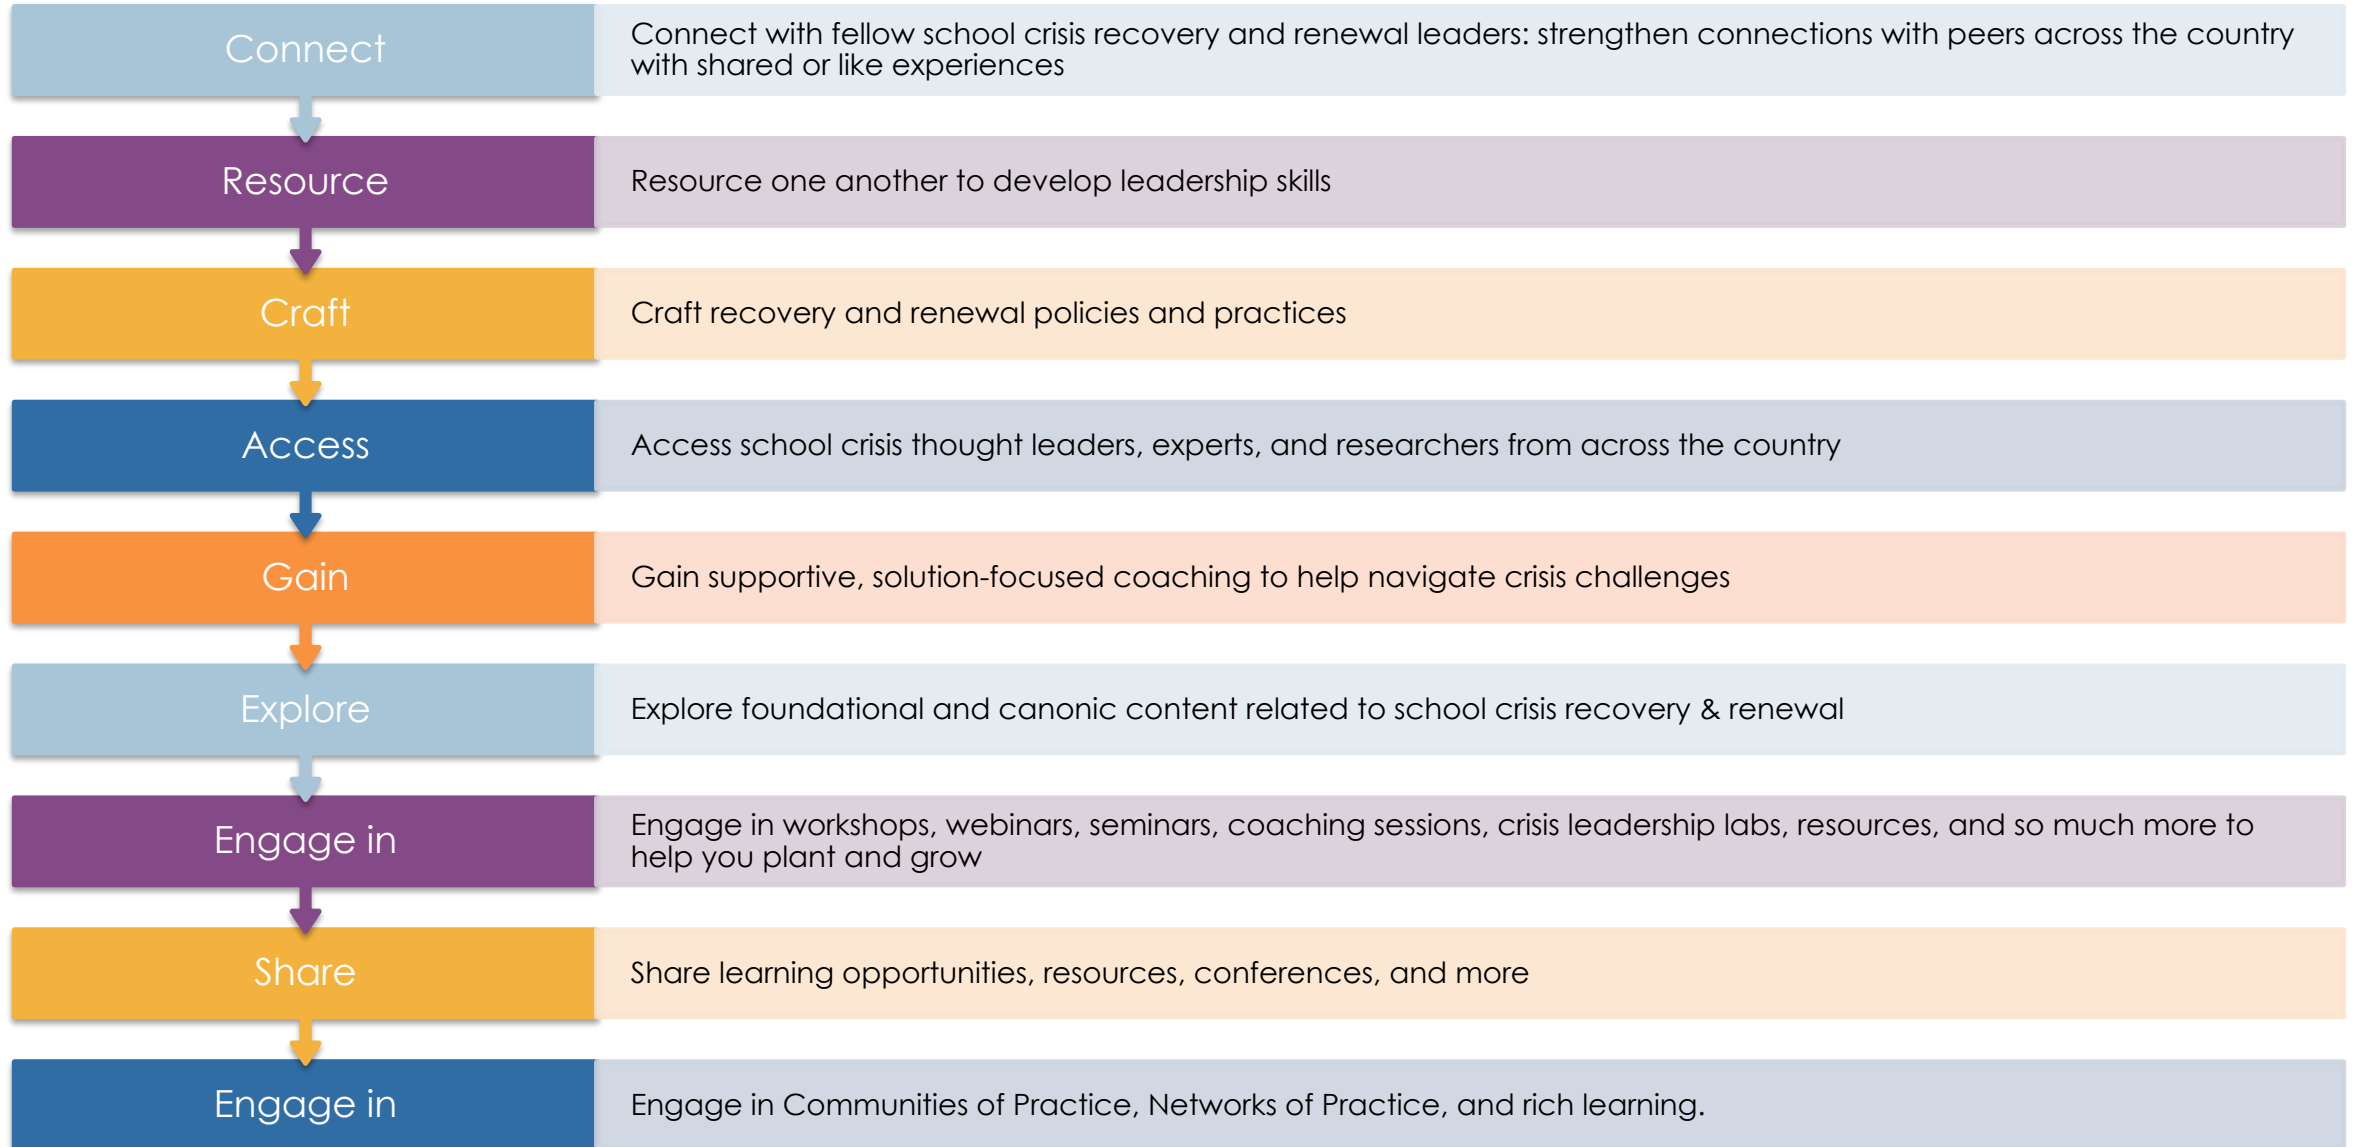 Connect
Connect with fellow school crisis recovery and renewal leaders: strengthen connections with peers across the country
with shared or like experiences
Resource
Resource one another to develop leadership skills
Craft
Craft recovery and renewal policies and practices
Access
Access school crisis thought leaders, experts, and researchers from across the country
Gain
Gain supportive, solution-focused coaching to help navigate crisis challenges
Explore
Explore foundational and canonic content related to school crisis recovery & renewal
Engage in
Engage in workshops, webinars, seminars, coaching sessions, crisis leadership labs, resources, and so much more to
help you plant and grow
Share
Share learning opportunities, resources, conferences, and more
Engage in
Engage in Communities of Practice, Networks of Practice, and rich learning.